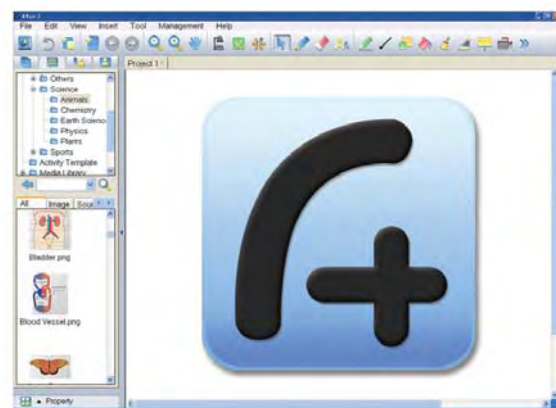 File Edit View Insert Tool Management Help
Project 1
Others
Science
Animals
Chemistry
Earth Science
Physics
Plants
Sports
Activity Template
Media Library
All Image
Bladder.png
Blood Vessel.png
Property